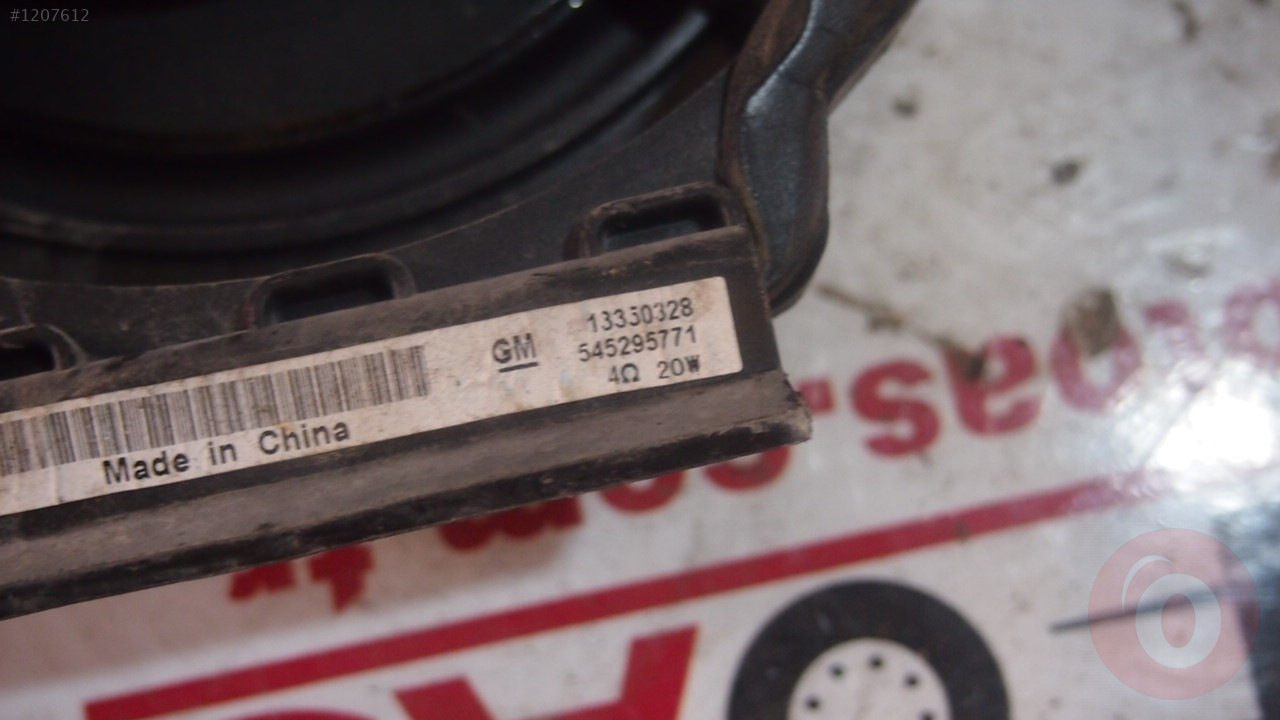 #1207612
GM
13330328
545295771
4Ω 20W
Made in China